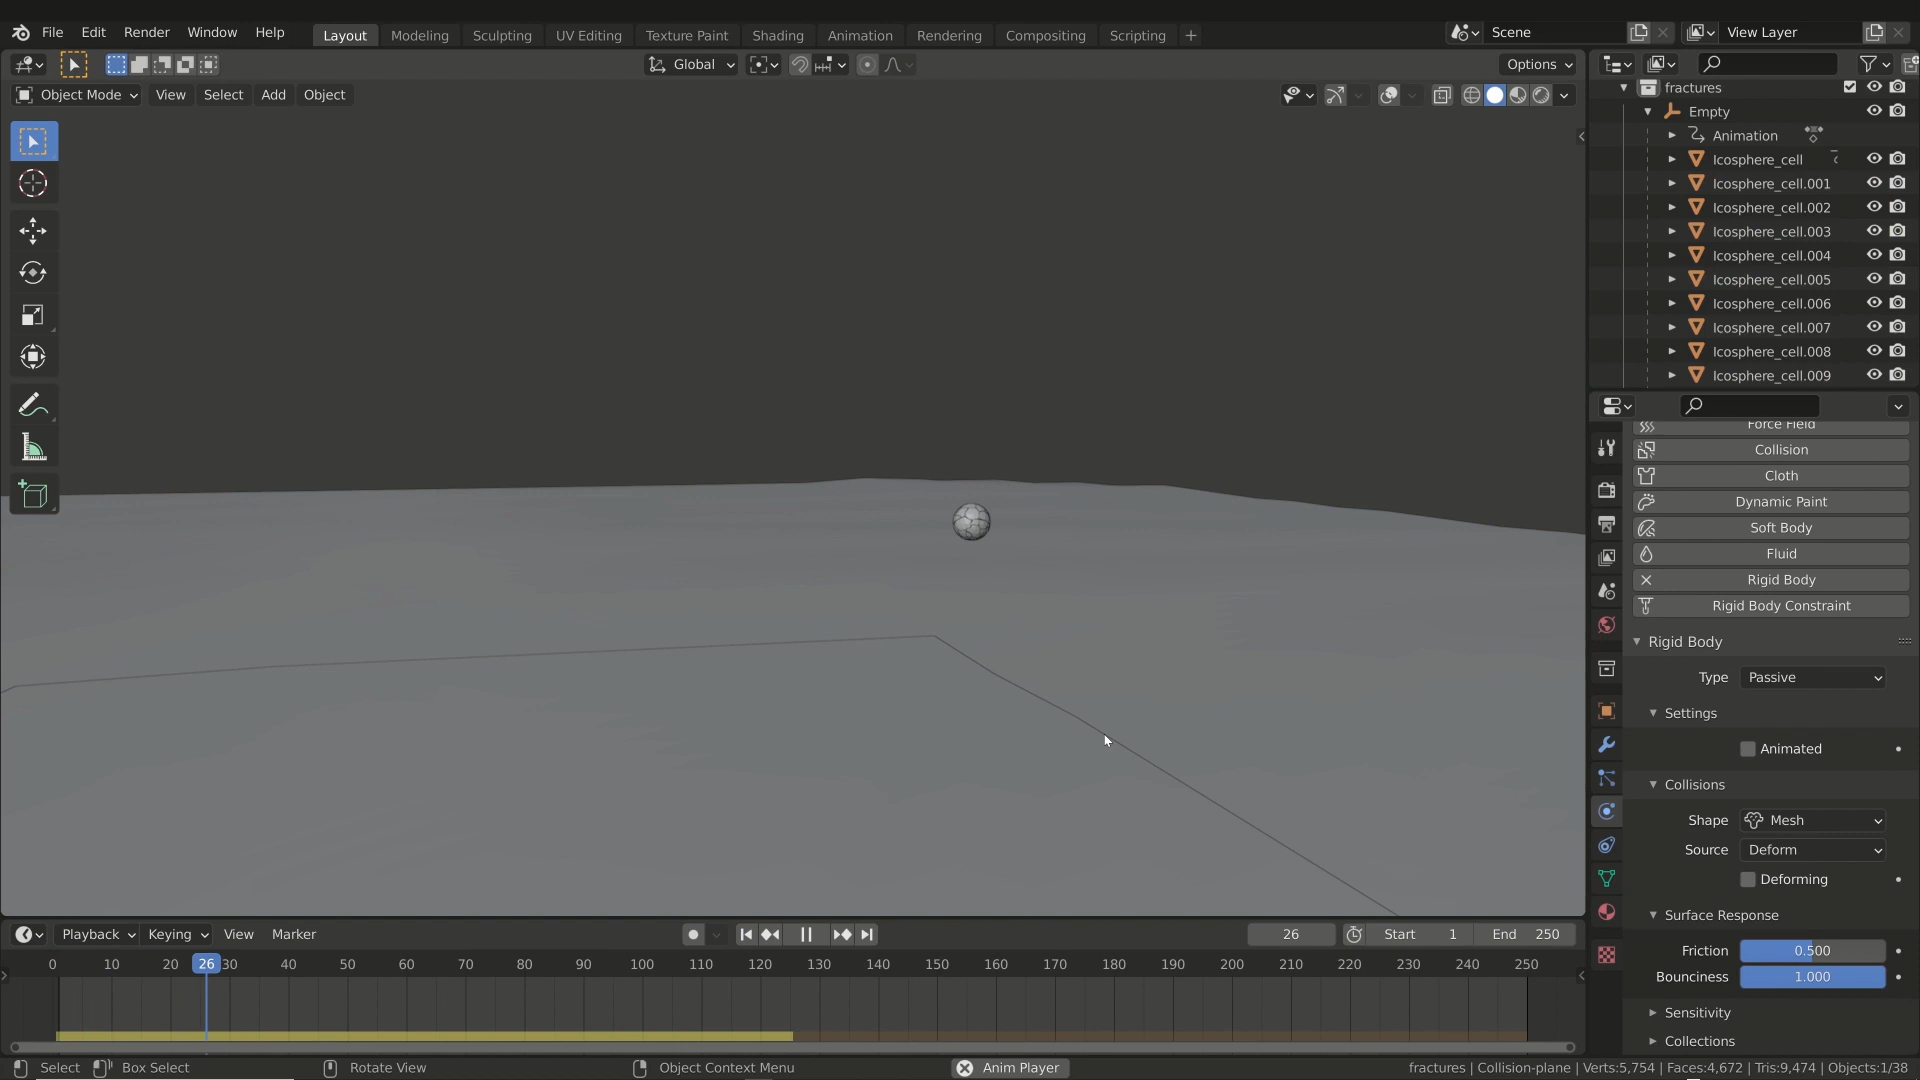 File Edit Render Window Help Layout Modeling Sculpting UV Editing Texture Paint Shading Animation Rendering Compositing Scripting + Scene View Layer
Global Options
Object Mode View Select Add Object
fractures
Empty
Animation
Icosphere_cell
Icosphere_cell.001
Icosphere_cell.002
Icosphere_cell.003
Icosphere_cell.004
Icosphere_cell.005
Icosphere_cell.006
Icosphere_cell.007
Icosphere_cell.008
Icosphere_cell.009
Force Field
Collision
Cloth
Dynamic Paint
Soft Body
Fluid
Rigid Body
Rigid Body Constraint
Rigid Body
Type Passive
Settings
Animated
Collisions
Shape Mesh
Source Deform
Deforming
Surface Response
Friction 0.500
Bounciness 1.000
Sensitivity
Collections
Playback Keying View Marker 26 Start 1 End 250
0 10 20 26 30 40 50 60 70 80 90 100 110 120 130 140 150 160 170 180 190 200 210 220 230 240 250
Select Box Select Rotate View Object Context Menu Anim Player fractures | Collision-plane | Verts:5,754 | Faces:4,672 | Tris:9,474 | Objects:1/38